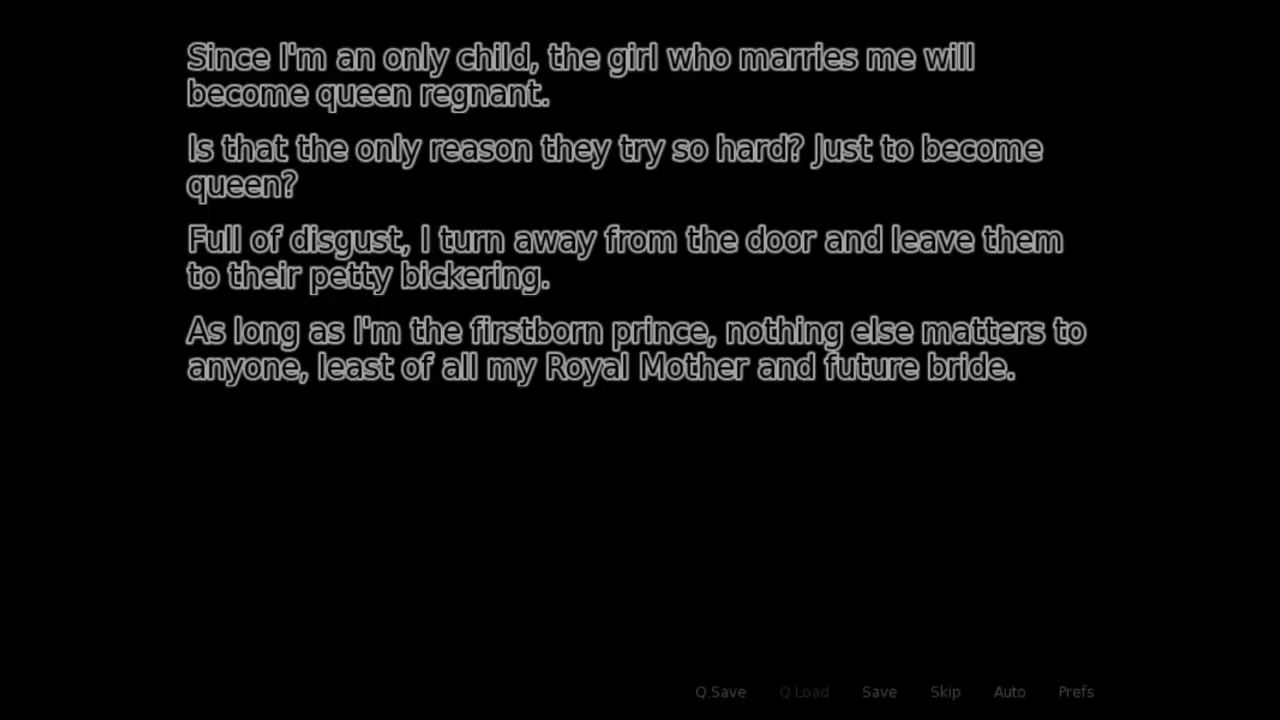 Since I'm an only child, the girl who marries me will
become queen regnant.
Is that the only reason they try so hard? Just to become
queen?
Full of disgust, I turn away from the door and leave them
to their petty bickering.
As long as I'm the firstborn prince, nothing else matters to
anyone, least of all my Royal Mother and future bride.
Q.Save Q.Load Save Skip Auto Prefs